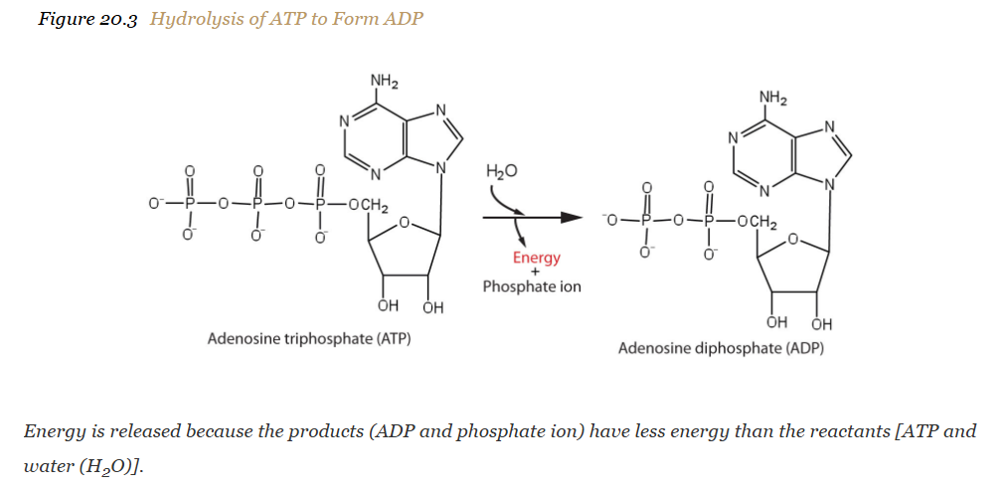 Figure 20.3 Hydrolysis of ATP to Form ADP
NH₂
N
N
N
N
O O O
O⁻—P—O—P—O—P—OCH₂
O⁻ O⁻ O⁻
O
OH OH
Adenosine triphosphate (ATP)
H₂O
Energy
+
Phosphate ion
NH₂
N
N
N
N
O O
⁻O—P—O—P—OCH₂
O⁻ O⁻
O
OH OH
Adenosine diphosphate (ADP)
Energy is released because the products (ADP and phosphate ion) have less energy than the reactants [ATP and
water (H₂O)].